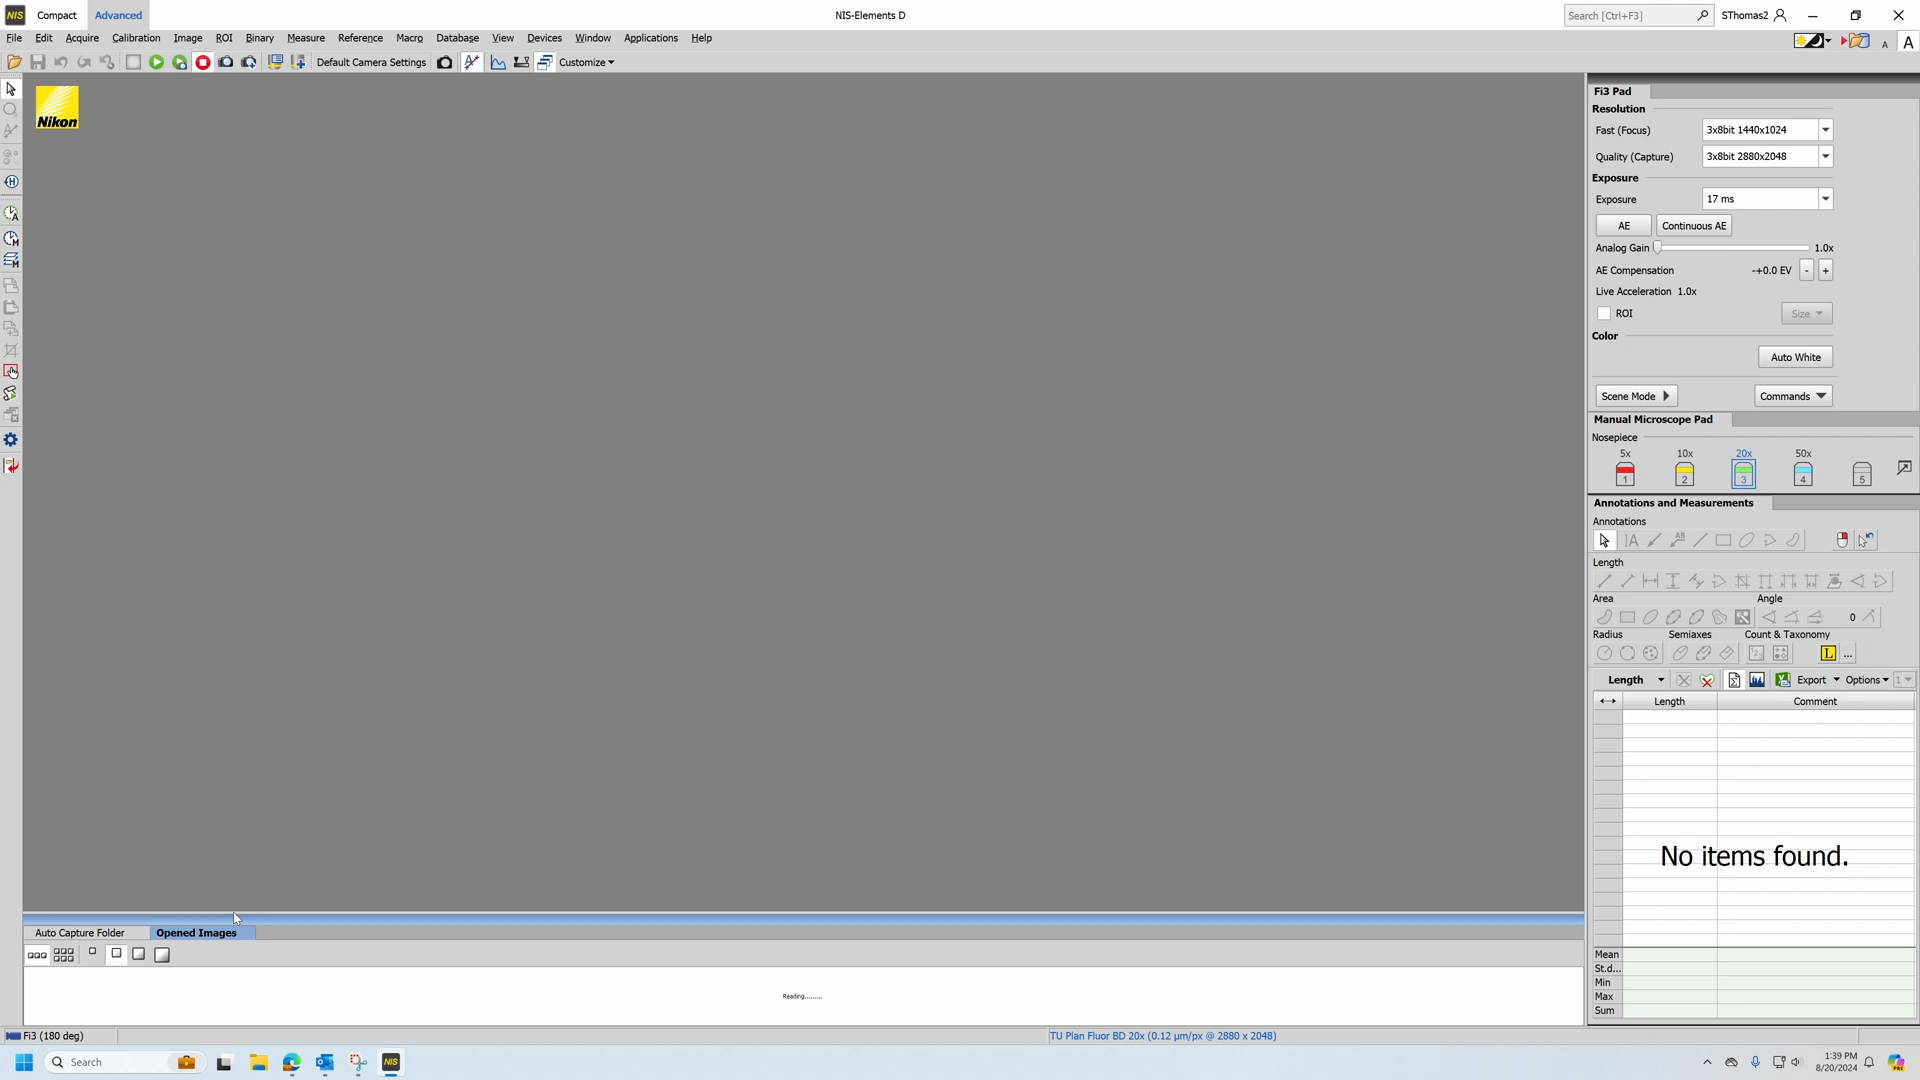 NIS Compact Advanced NIS-Elements D Search [Ctrl+F3] SThomas2
File Edit Acquire Calibration Image ROI Binary Measure Reference Macro Database View Devices Window Applications Help A A
Default Camera Settings Customize
Nikon
Fi3 Pad
Resolution
Fast (Focus) 3x8bit 1440x1024
Quality (Capture) 3x8bit 2880x2048
Exposure
Exposure 17 ms
AE Continuous AE
Analog Gain 1.0x
AE Compensation -+0.0 EV - +
Live Acceleration 1.0x
ROI Size
Color
Auto White
Scene Mode Commands
Manual Microscope Pad
Nosepiece
5x 10x 20x 50x
1 2 3 4 5
Annotations and Measurements
Annotations
Length
Area Angle
0
Radius Semiaxes Count & Taxonomy
L ...
Length Export Options 1
Length Comment
No items found.
Mean
St.d...
Min
Max
Sum
Auto Capture Folder Opened Images
Reading.........
Fi3 (180 deg) TU Plan Fluor BD 20x (0.12 µm/px @ 2880 x 2048)
Search NIS 1:39 PM
8/20/2024